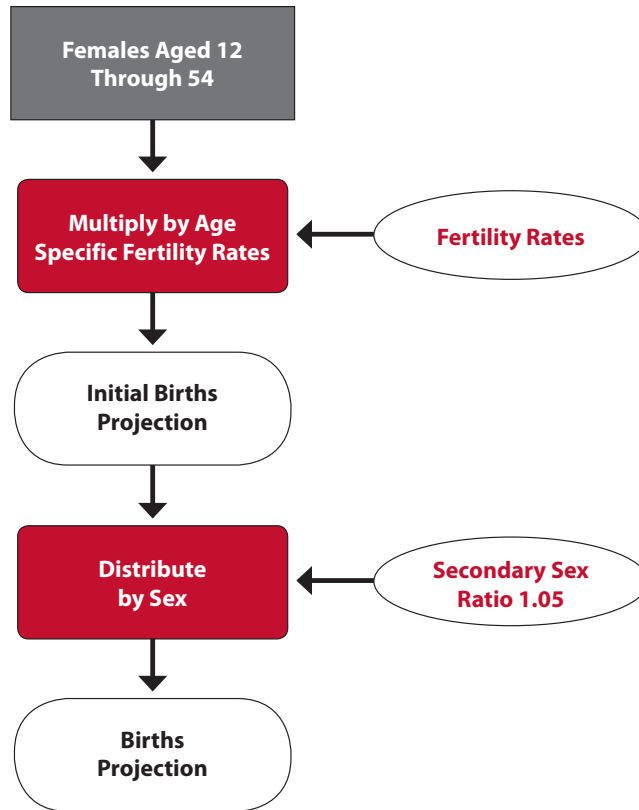 Females Aged 12
Through 54
Multiply by Age
Specific Fertility Rates
Fertility Rates
Initial Births
Projection
Distribute
by Sex
Secondary Sex
Ratio 1.05
Births
Projection